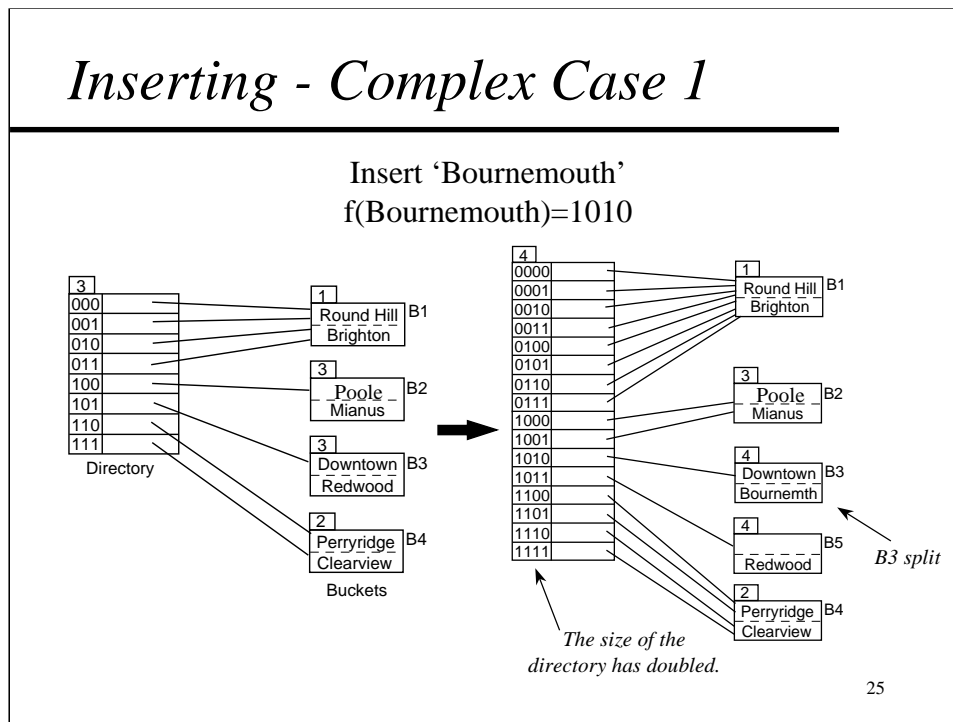 Inserting - Complex Case 1
Insert ‘Bournemouth’
f(Bournemouth)=1010
3
000
001
010
011
100
101
110
111
Directory
1
Round Hill
Brighton
B1
3
Poole
Mianus
B2
3
Downtown
Redwood
B3
2
Perryridge
Clearview
B4
Buckets
4
0000
0001
0010
0011
0100
0101
0110
0111
1000
1001
1010
1011
1100
1101
1110
1111
1
Round Hill
Brighton
B1
3
Poole
Mianus
B2
4
Downtown
Bournemth
B3
4
Redwood
B5
2
Perryridge
Clearview
B4
B3 split
The size of the
directory has doubled.
25